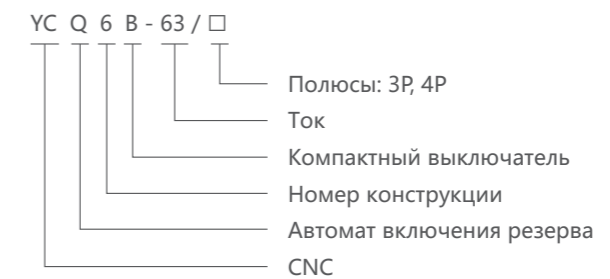 YC Q 6 B - 63 / □
Полюсы: 3P, 4P
Ток
Компактный выключатель
Номер конструкции
Автомат включения резерва
CNC